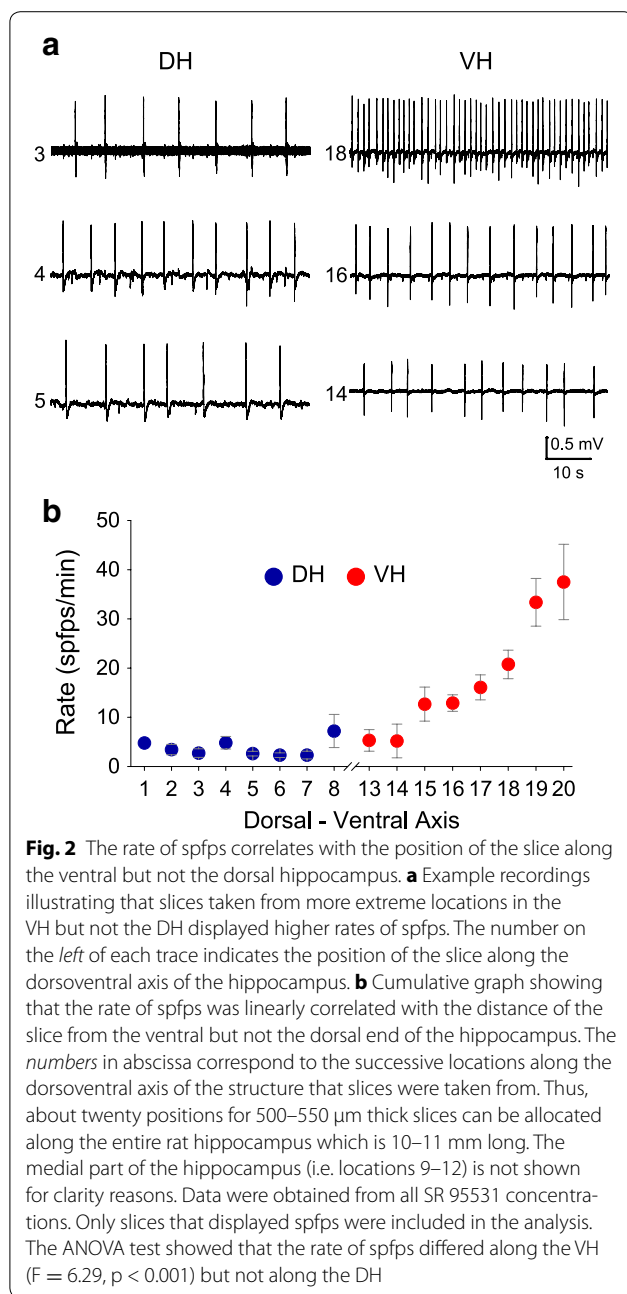 a
DH VH
3 18
4 16
5 14
0.5 mV
10 s
b
50
40
30
20
10
0
Rate (spfps/min)
DH VH
1 2 3 4 5 6 7 8 13 14 15 16 17 18 19 20
Dorsal - Ventral Axis
Fig. 2 The rate of spfps correlates with the position of the slice along
the ventral but not the dorsal hippocampus. a Example recordings
illustrating that slices taken from more extreme locations in the
VH but not the DH displayed higher rates of spfps. The number on
the left of each trace indicates the position of the slice along the
dorsoventral axis of the hippocampus. b Cumulative graph showing
that the rate of spfps was linearly correlated with the distance of the
slice from the ventral but not the dorsal end of the hippocampus. The
numbers in abscissa correspond to the successive locations along the
dorsoventral axis of the structure that slices were taken from. Thus,
about twenty positions for 500–550 μm thick slices can be allocated
along the entire rat hippocampus which is 10–11 mm long. The
medial part of the hippocampus (i.e. locations 9–12) is not shown
for clarity reasons. Data were obtained from all SR 95531 concentra-
tions. Only slices that displayed spfps were included in the analysis.
The ANOVA test showed that the rate of spfps differed along the VH
(F = 6.29, p < 0.001) but not along the DH